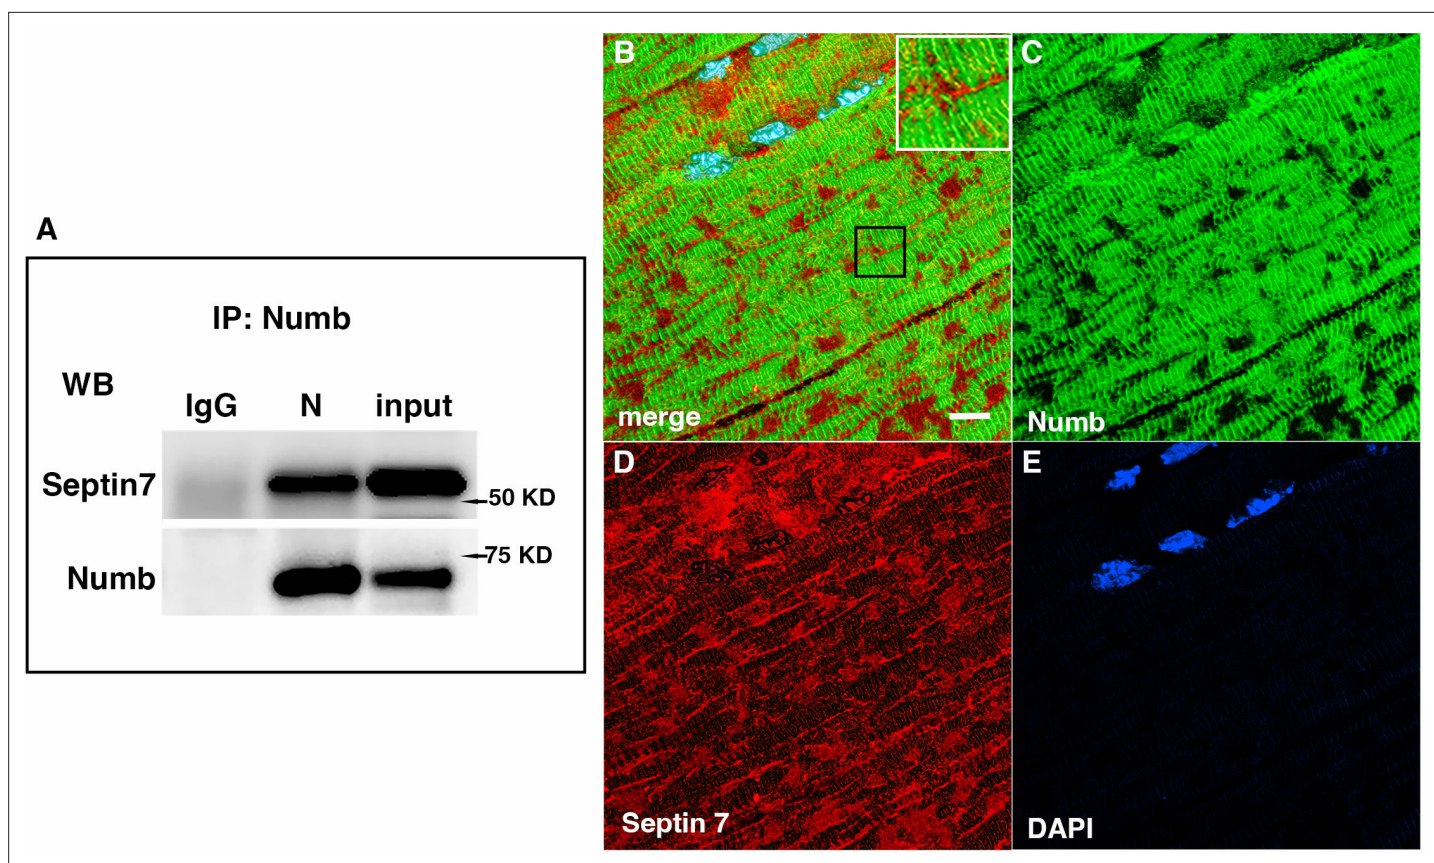 A
IP: Numb
WB
IgG N input
Septin7
50 KD
75 KD
Numb
B
merge
C
Numb
D
Septin 7
E
DAPI